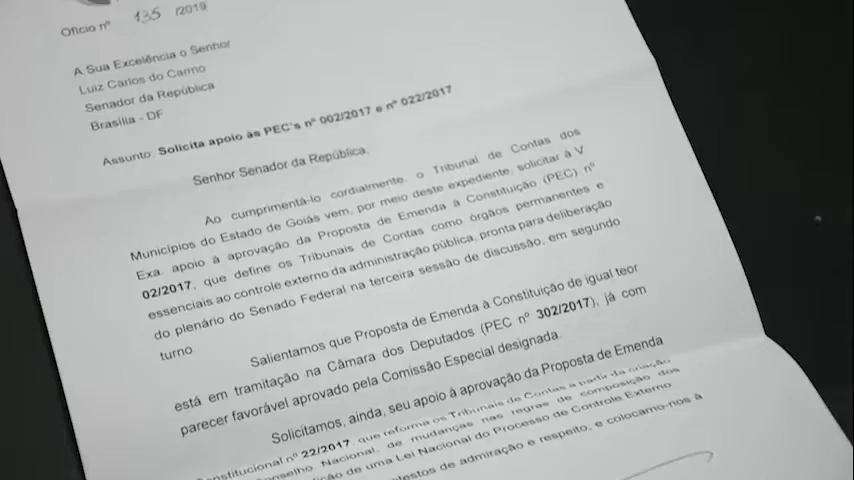 Ofício nº 135 /2019
A Sua Excelência o Senhor
Luiz Carlos do Carmo
Senador da República
Brasília - DF
Assunto: Solicita apoio às PEC's nº 002/2017 e nº 022/2017
Senhor Senador da República,
Ao cumprimentá-lo cordialmente, o Tribunal de Contas dos
Municípios do Estado de Goiás vem, por meio deste expediente, solicitar à V
Exa. apoio à aprovação da Proposta de Emenda à Constituição (PEC) nº
02/2017, que define os Tribunais de Contas como órgãos permanentes e
essenciais ao controle externo da administração pública, pronta para deliberação
do plenário do Senado Federal na terceira sessão de discussão, em segundo
turno.
Salientamos que Proposta de Emenda à Constituição de igual teor
está em tramitação na Câmara dos Deputados (PEC nº 302/2017), já com
parecer favorável aprovado pela Comissão Especial designada.
Solicitamos, ainda, seu apoio à aprovação da Proposta de Emenda
nstitucional nº 22/2017, que reforma os Tribunais de Contas a partir da criação
onselho Nacional, de mudanças nas regras de composição dos
ição de uma Lei Nacional do Processo de Controle Externo
testos de admiração e respeito, e colocamo-nos à